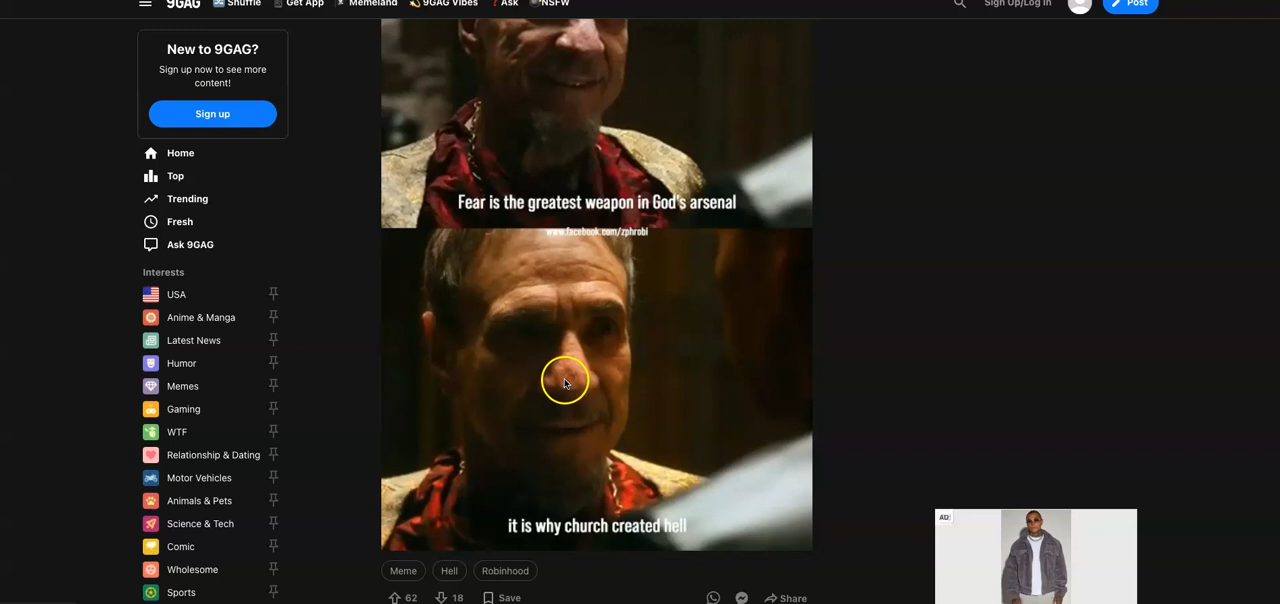 9GAG Shuffle Get App Memeland 9GAG Vibes Ask NSFW Sign Up/Log In Post
New to 9GAG?
Sign up now to see more
content!
Sign up
Home
Top
Trending
Fresh
Ask 9GAG
Interests
USA
Anime & Manga
Latest News
Humor
Memes
Gaming
WTF
Relationship & Dating
Motor Vehicles
Animals & Pets
Science & Tech
Comic
Wholesome
Sports
Fear is the greatest weapon in God's arsenal
www.facebook.com/zphrobi
it is why church created hell
Meme Hell Robinhood
62 18 Save Share
AD